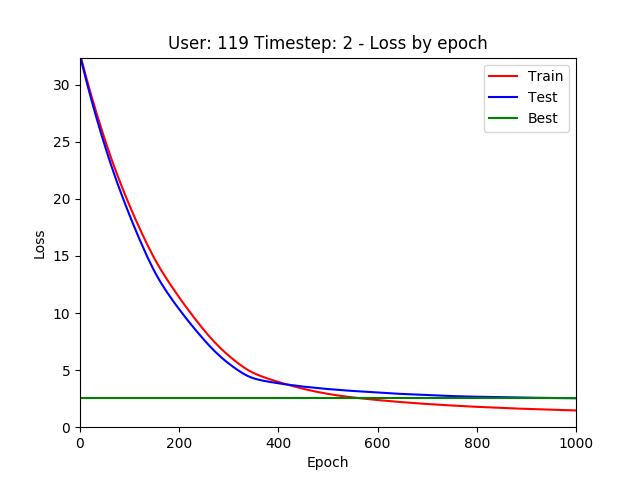 User: 119 Timestep: 2 - Loss by epoch
Train
Test
Best
30
25
20
15
10
5
0
Loss
0 200 400 600 800 1000
Epoch